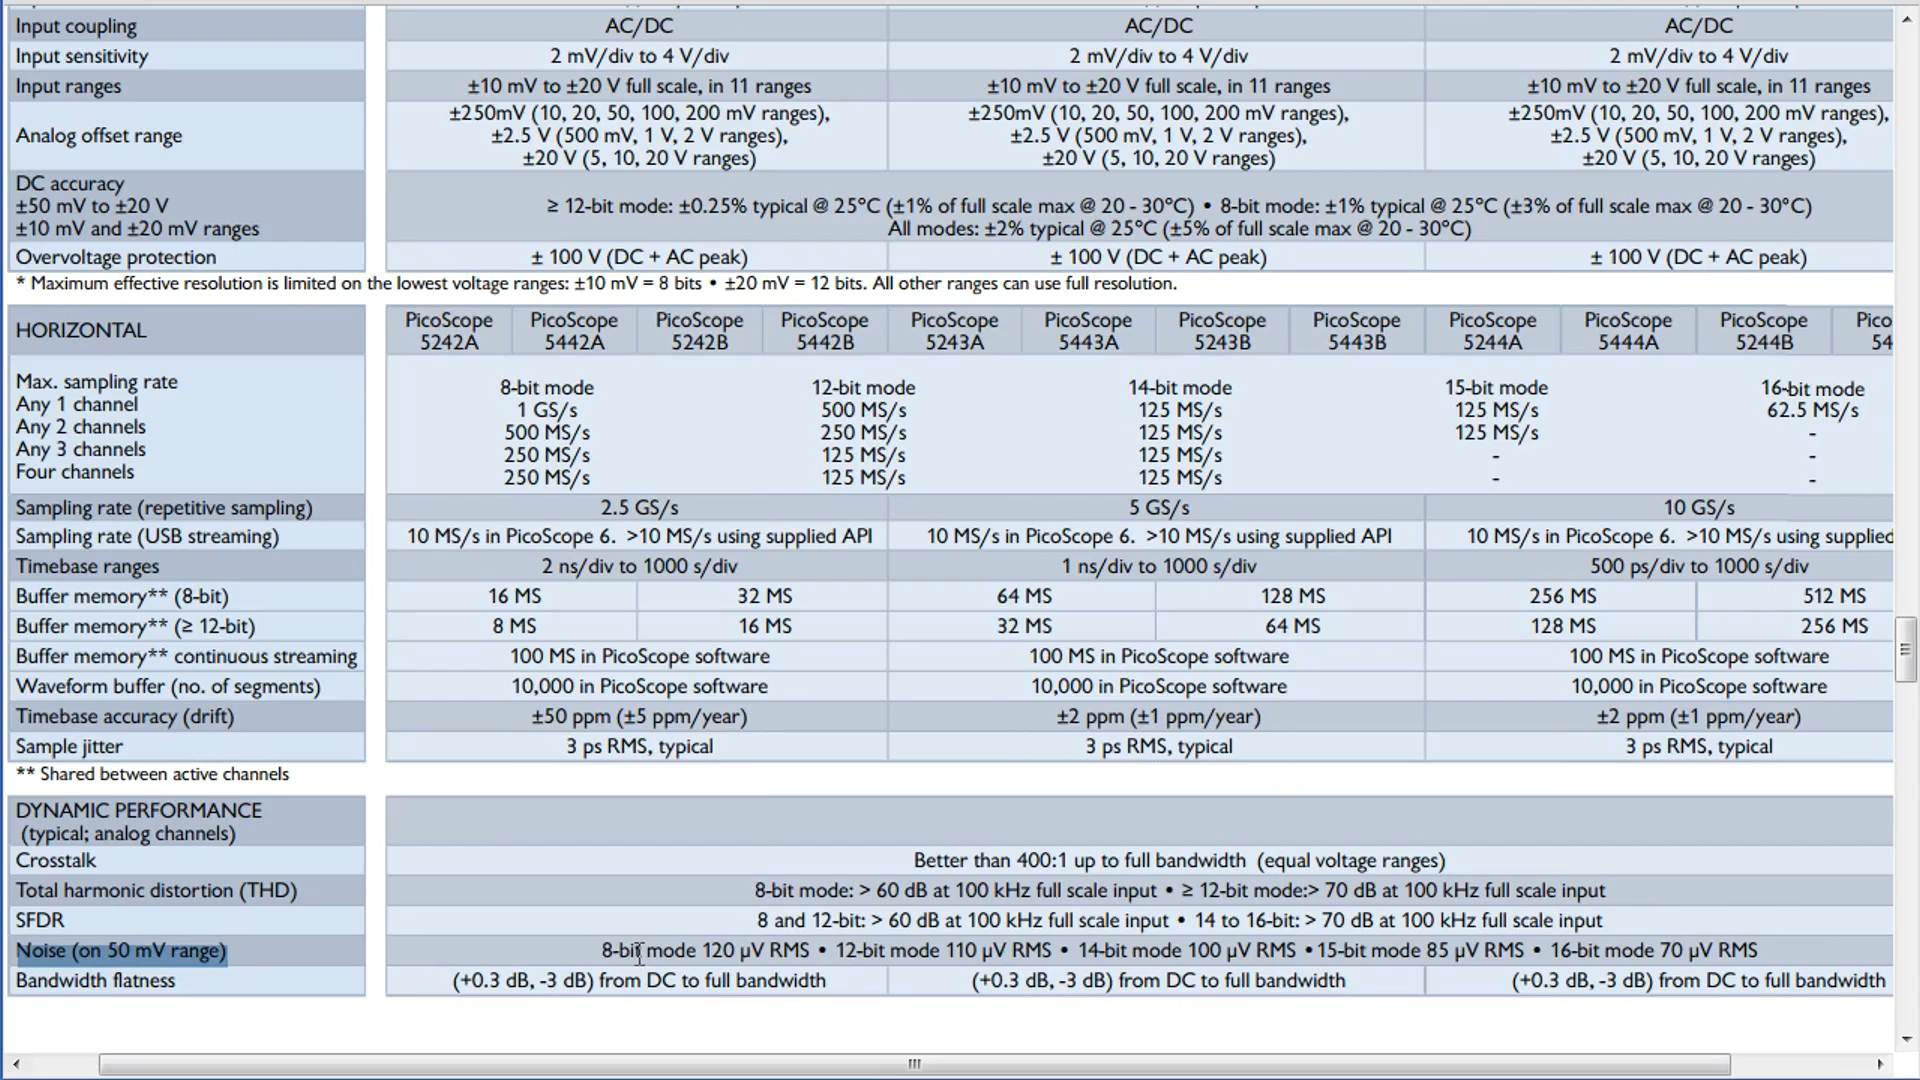 Input coupling AC/DC AC/DC AC/DC
Input sensitivity 2 mV/div to 4 V/div 2 mV/div to 4 V/div 2 mV/div to 4 V/div
Input ranges ±10 mV to ±20 V full scale, in 11 ranges ±10 mV to ±20 V full scale, in 11 ranges ±10 mV to ±20 V full scale, in 11 ranges
±250mV (10, 20, 50, 100, 200 mV ranges), ±250mV (10, 20, 50, 100, 200 mV ranges), ±250mV (10, 20, 50, 100, 200 mV ranges),
Analog offset range ±2.5 V (500 mV, 1 V, 2 V ranges), ±2.5 V (500 mV, 1 V, 2 V ranges), ±2.5 V (500 mV, 1 V, 2 V ranges),
±20 V (5, 10, 20 V ranges) ±20 V (5, 10, 20 V ranges) ±20 V (5, 10, 20 V ranges)
DC accuracy
±50 mV to ±20 V ≥ 12-bit mode: ±0.25% typical @ 25°C (±1% of full scale max @ 20 - 30°C) • 8-bit mode: ±1% typical @ 25°C (±3% of full scale max @ 20 - 30°C)
±10 mV and ±20 mV ranges All modes: ±2% typical @ 25°C (±5% of full scale max @ 20 - 30°C)
Overvoltage protection ± 100 V (DC + AC peak) ± 100 V (DC + AC peak) ± 100 V (DC + AC peak)
* Maximum effective resolution is limited on the lowest voltage ranges: ±10 mV = 8 bits • ±20 mV = 12 bits. All other ranges can use full resolution.
HORIZONTAL PicoScope 5242A PicoScope 5442A PicoScope 5242B PicoScope 5442B PicoScope 5243A PicoScope 5443A PicoScope 5243B PicoScope 5443B PicoScope 5244A PicoScope 5444A PicoScope 5244B Pico 54
Max. sampling rate 8-bit mode 12-bit mode 14-bit mode 15-bit mode 16-bit mode
Any 1 channel 1 GS/s 500 MS/s 125 MS/s 125 MS/s 62.5 MS/s
Any 2 channels 500 MS/s 250 MS/s 125 MS/s 125 MS/s -
Any 3 channels 250 MS/s 125 MS/s 125 MS/s - -
Four channels 250 MS/s 125 MS/s 125 MS/s - -
Sampling rate (repetitive sampling) 2.5 GS/s 5 GS/s 10 GS/s
Sampling rate (USB streaming) 10 MS/s in PicoScope 6. >10 MS/s using supplied API 10 MS/s in PicoScope 6. >10 MS/s using supplied API 10 MS/s in PicoScope 6. >10 MS/s using supplied
Timebase ranges 2 ns/div to 1000 s/div 1 ns/div to 1000 s/div 500 ps/div to 1000 s/div
Buffer memory** (8-bit) 16 MS 32 MS 64 MS 128 MS 256 MS 512 MS
Buffer memory** (≥ 12-bit) 8 MS 16 MS 32 MS 64 MS 128 MS 256 MS
Buffer memory** continuous streaming 100 MS in PicoScope software 100 MS in PicoScope software 100 MS in PicoScope software
Waveform buffer (no. of segments) 10,000 in PicoScope software 10,000 in PicoScope software 10,000 in PicoScope software
Timebase accuracy (drift) ±50 ppm (±5 ppm/year) ±2 ppm (±1 ppm/year) ±2 ppm (±1 ppm/year)
Sample jitter 3 ps RMS, typical 3 ps RMS, typical 3 ps RMS, typical
** Shared between active channels
DYNAMIC PERFORMANCE
(typical; analog channels)
Crosstalk Better than 400:1 up to full bandwidth (equal voltage ranges)
Total harmonic distortion (THD) 8-bit mode: > 60 dB at 100 kHz full scale input • ≥ 12-bit mode:> 70 dB at 100 kHz full scale input
SFDR 8 and 12-bit: > 60 dB at 100 kHz full scale input • 14 to 16-bit: > 70 dB at 100 kHz full scale input
Noise (on 50 mV range) 8-bit mode 120 µV RMS • 12-bit mode 110 µV RMS • 14-bit mode 100 µV RMS •15-bit mode 85 µV RMS • 16-bit mode 70 µV RMS
Bandwidth flatness (+0.3 dB, -3 dB) from DC to full bandwidth (+0.3 dB, -3 dB) from DC to full bandwidth (+0.3 dB, -3 dB) from DC to full bandwidth